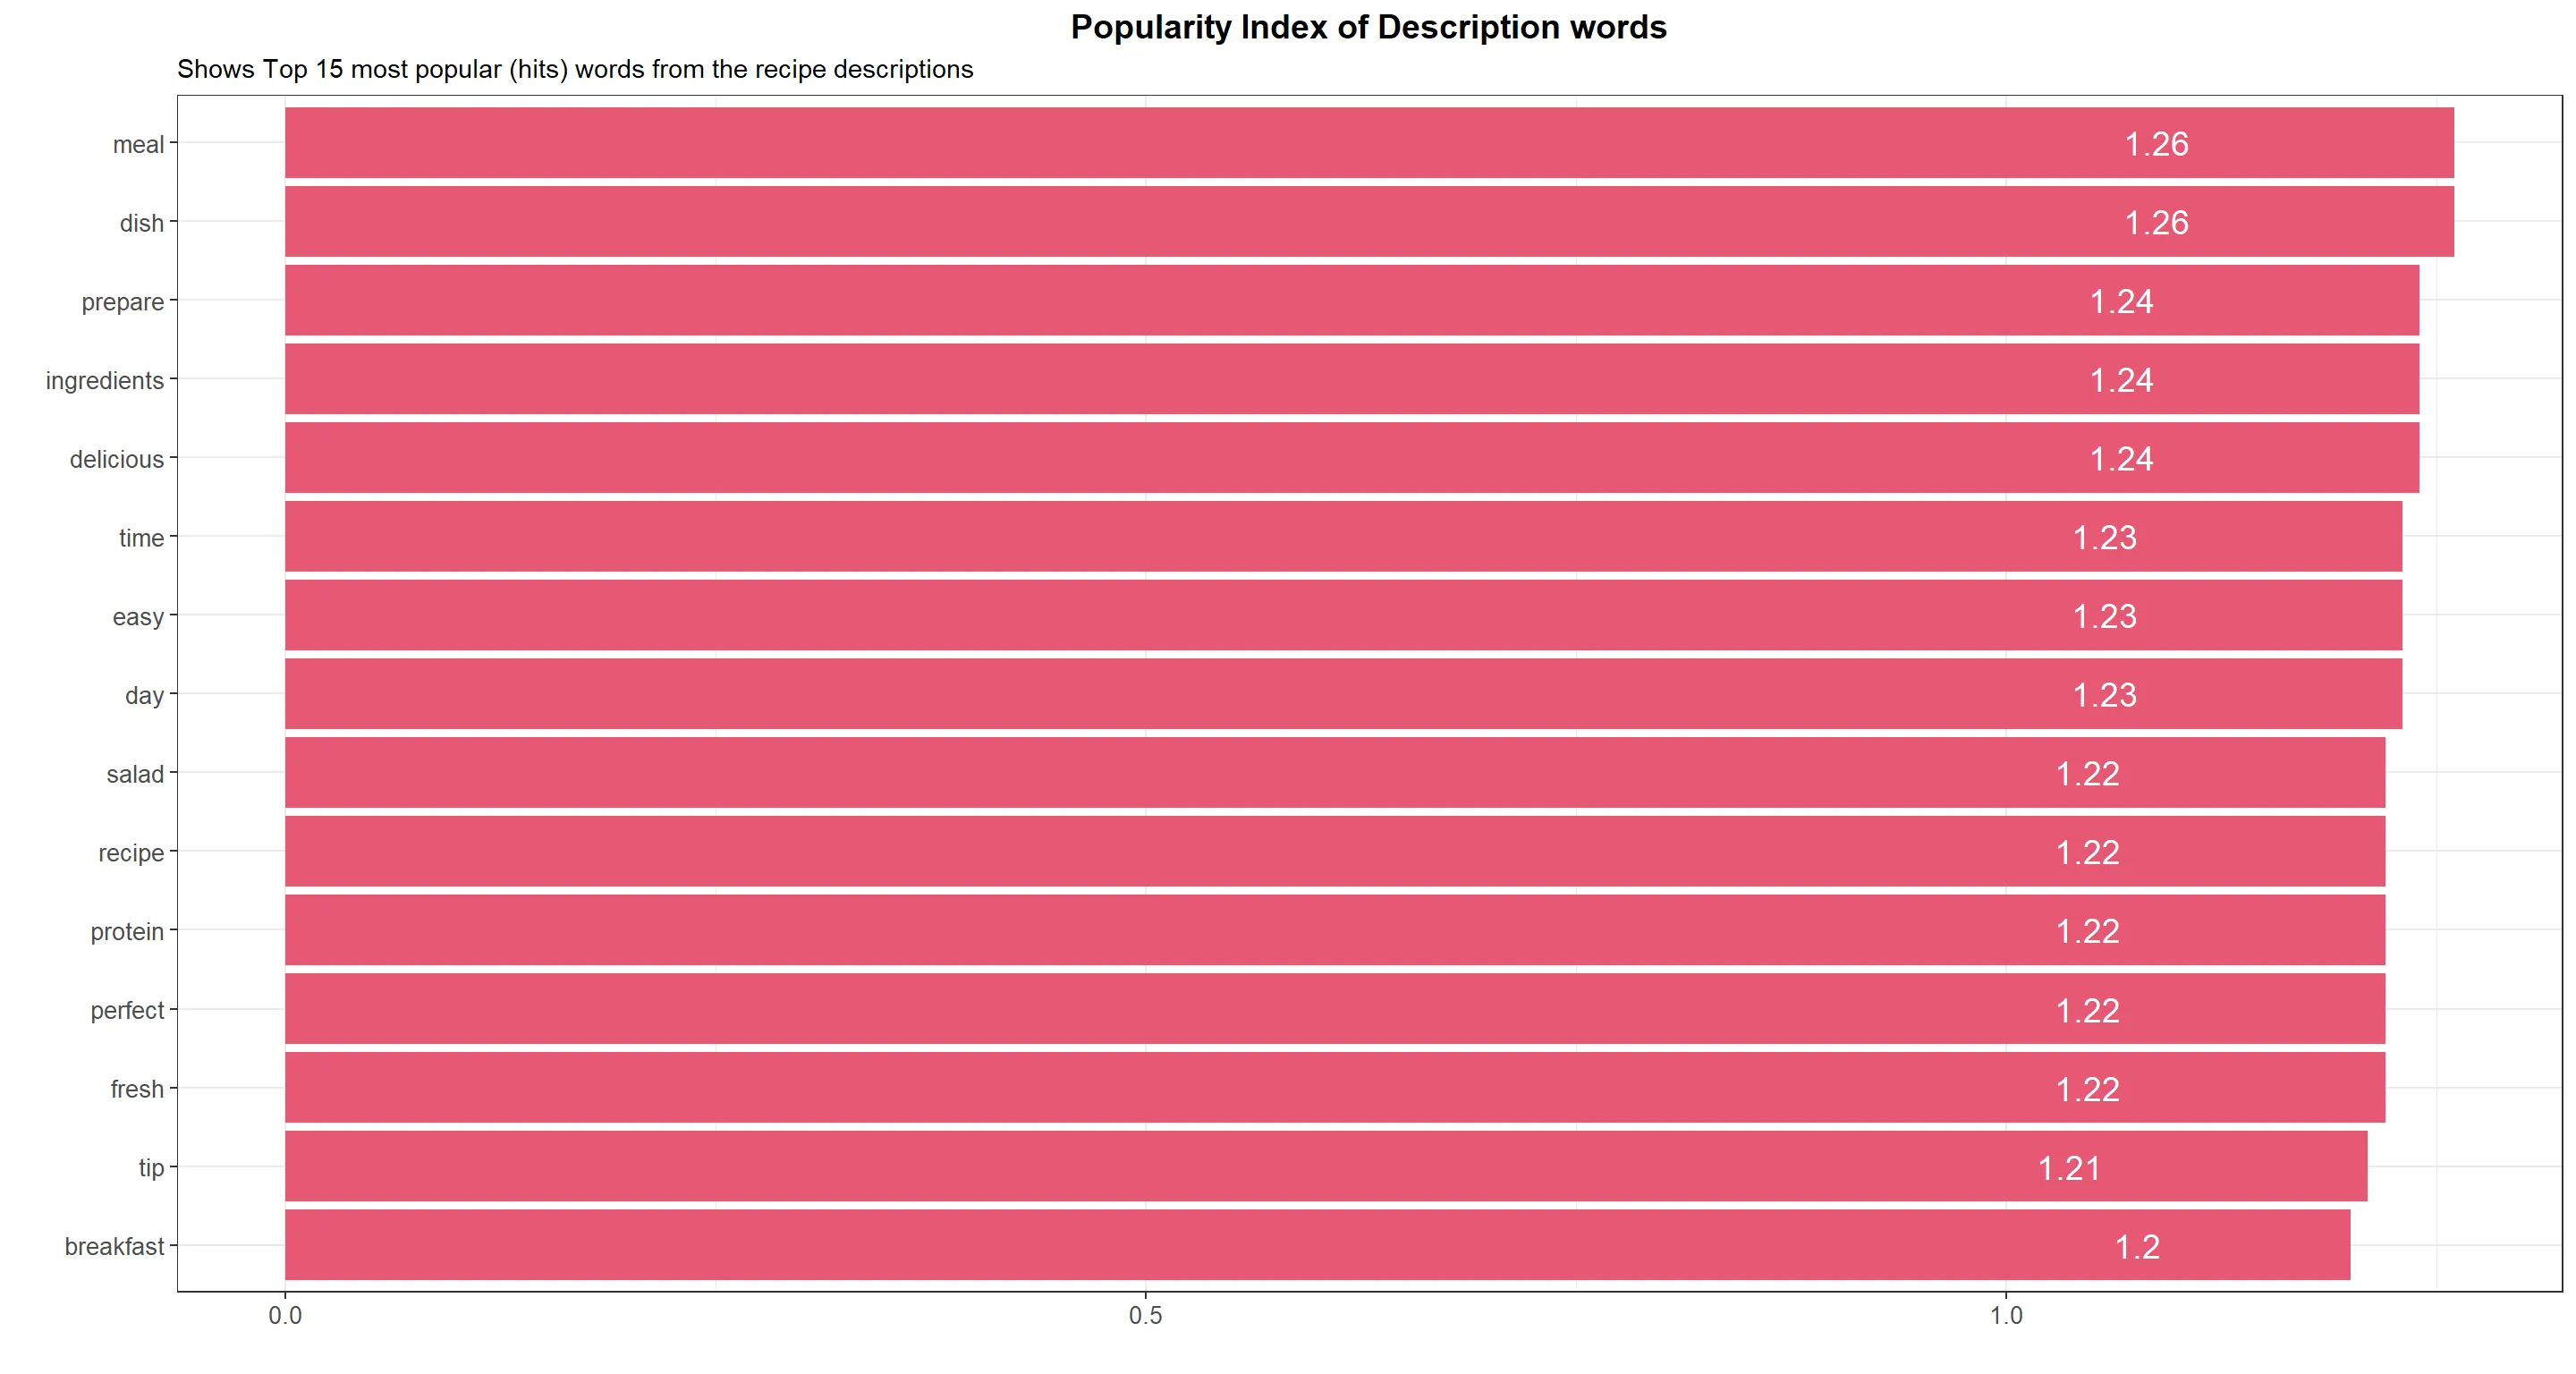 Popularity Index of Description words
Shows Top 15 most popular (hits) words from the recipe descriptions
meal 1.26
dish 1.26
prepare 1.24
ingredients 1.24
delicious 1.24
time 1.23
easy 1.23
day 1.23
salad 1.22
recipe 1.22
protein 1.22
perfect 1.22
fresh 1.22
tip 1.21
breakfast 1.2
0.0 0.5 1.0